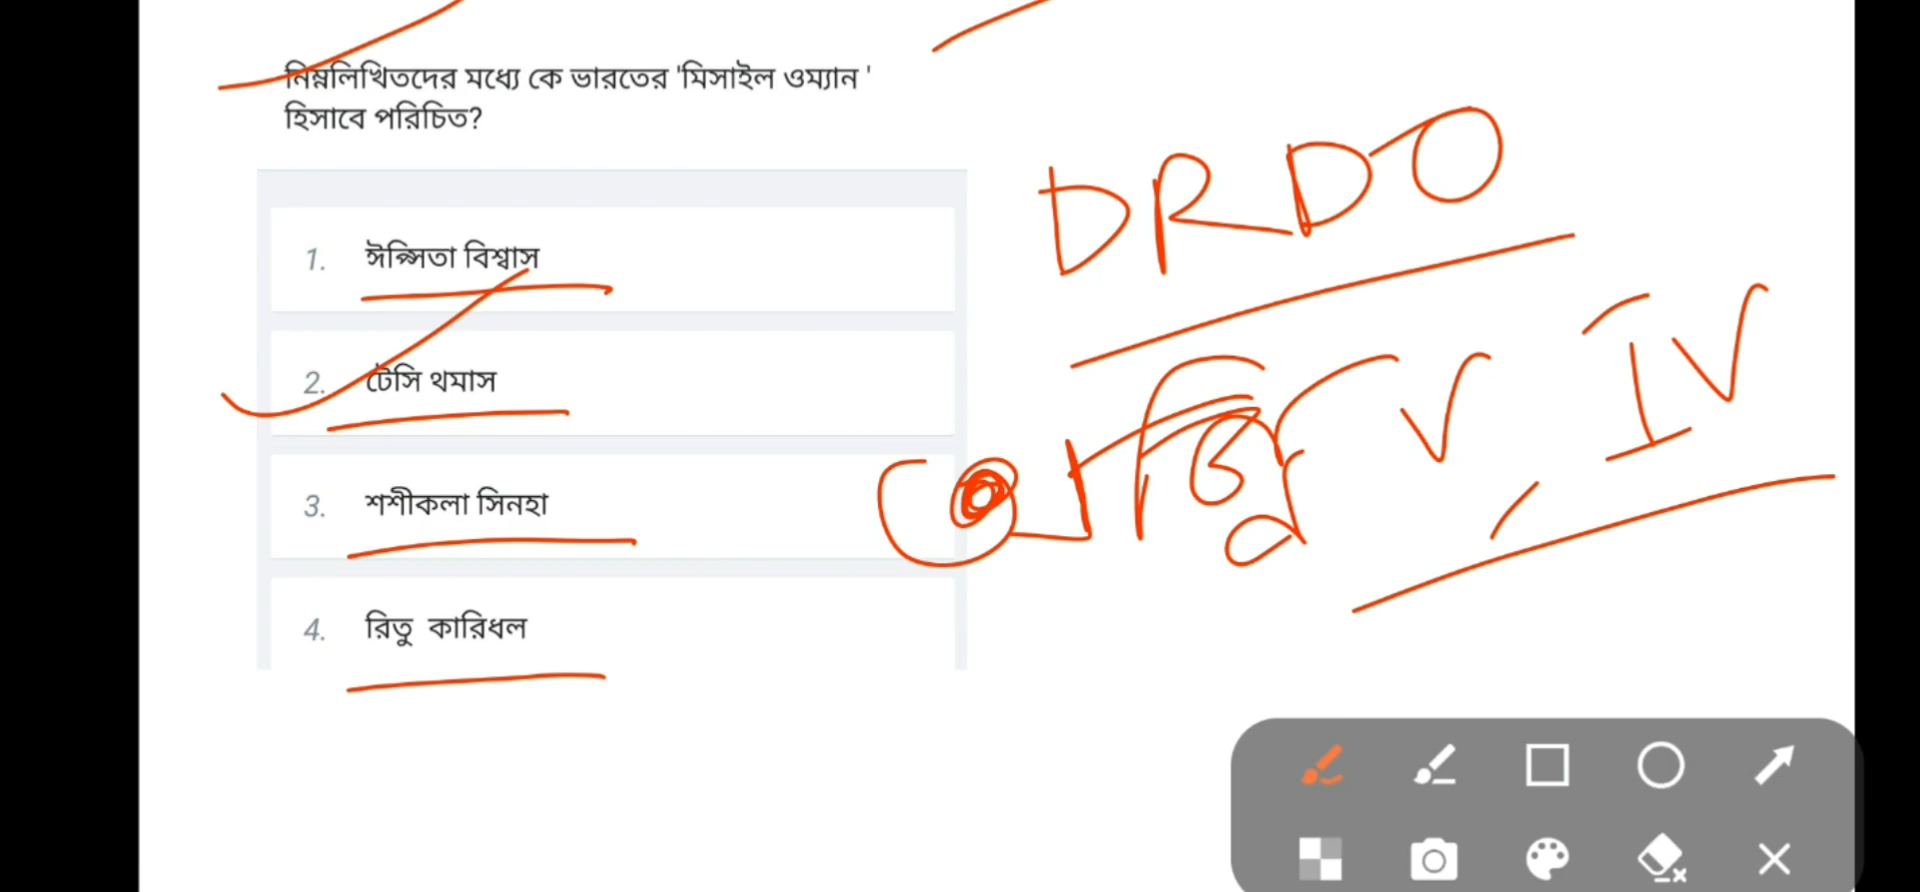 নিম্নলিখিতদের মধ্যে কে ভারতের 'মিসাইল ওম্যান '
হিসাবে পরিচিত?
DRDO
1. ঈপ্সিতা বিশ্বাস
2. টেসি থমাস
3. শশীকলা সিনহা
4. রিতু কারিধল
V IV